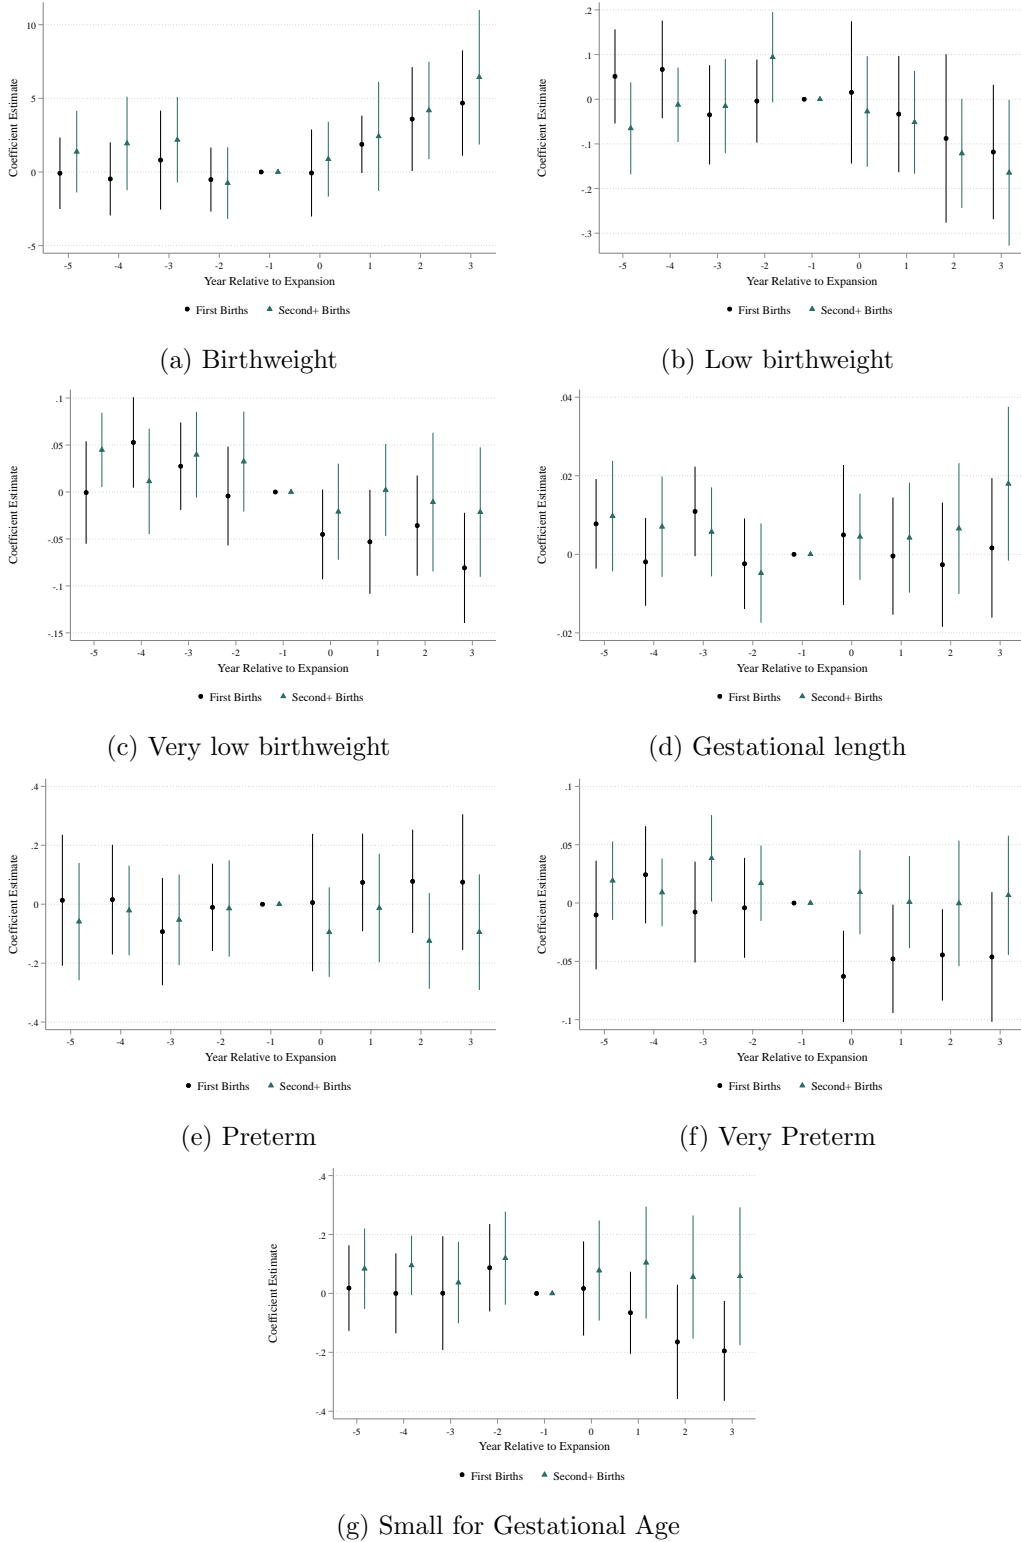 10
5
0
-5
Coefficient Estimate
-5 -4 -3 -2 -1 0 1 2 3
Year Relative to Expansion
First Births Second+ Births
(a) Birthweight
.2
.1
0
-.1
-.2
-.3
Coefficient Estimate
-5 -4 -3 -2 -1 0 1 2 3
Year Relative to Expansion
First Births Second+ Births
(b) Low birthweight
.1
.05
0
-.05
-.1
-.15
Coefficient Estimate
-5 -4 -3 -2 -1 0 1 2 3
Year Relative to Expansion
First Births Second+ Births
(c) Very low birthweight
.04
.02
0
-.02
Coefficient Estimate
-5 -4 -3 -2 -1 0 1 2 3
Year Relative to Expansion
First Births Second+ Births
(d) Gestational length
.4
.2
0
-.2
-.4
Coefficient Estimate
-5 -4 -3 -2 -1 0 1 2 3
Year Relative to Expansion
First Births Second+ Births
(e) Preterm
.1
.05
0
-.05
-.1
Coefficient Estimate
-5 -4 -3 -2 -1 0 1 2 3
Year Relative to Expansion
First Births Second+ Births
(f) Very Preterm
.4
.2
0
-.2
-.4
Coefficient Estimate
-5 -4 -3 -2 -1 0 1 2 3
Year Relative to Expansion
First Births Second+ Births
(g) Small for Gestational Age